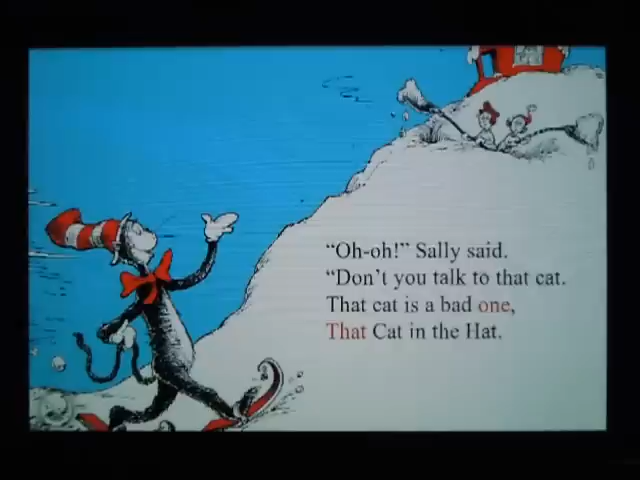 “Oh-oh!” Sally said.
“Don’t you talk to that cat.
That cat is a bad one,
That Cat in the Hat.